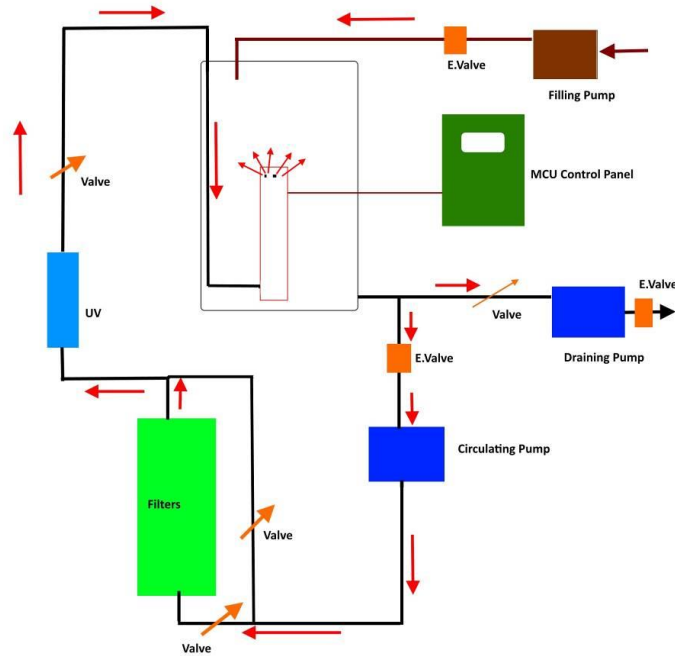 E.Valve
Filling Pump
MCU Control Panel
Valve
E.Valve
UV
Valve
Draining Pump
E.Valve
Circulating Pump
Filters
Valve
Valve